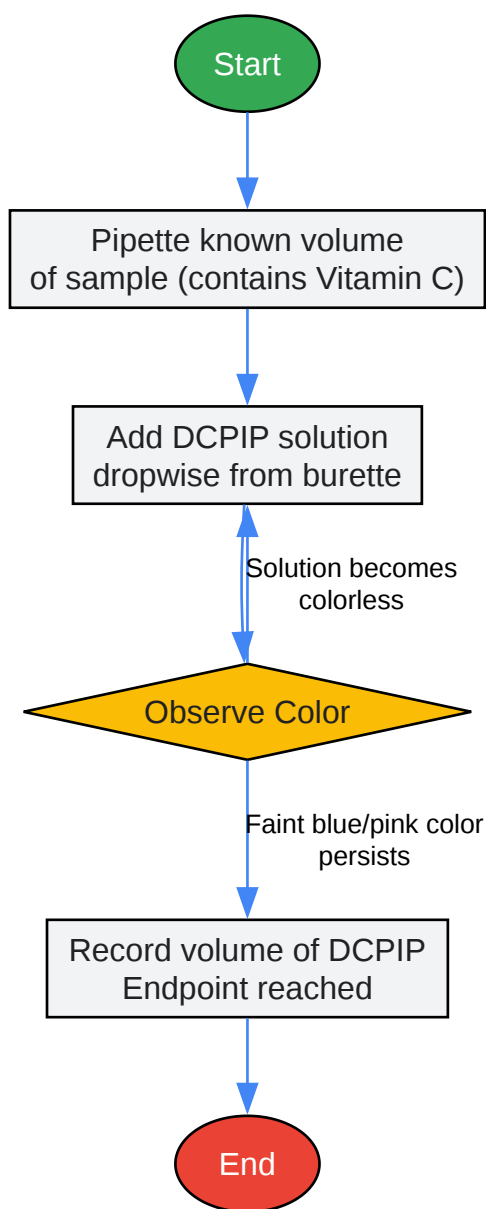 Start
Pipette known volume
of sample (contains Vitamin C)
Add DCPIP solution
dropwise from burette
Solution becomes
colorless
Observe Color
Faint blue/pink color
persists
Record volume of DCPIP
Endpoint reached
End